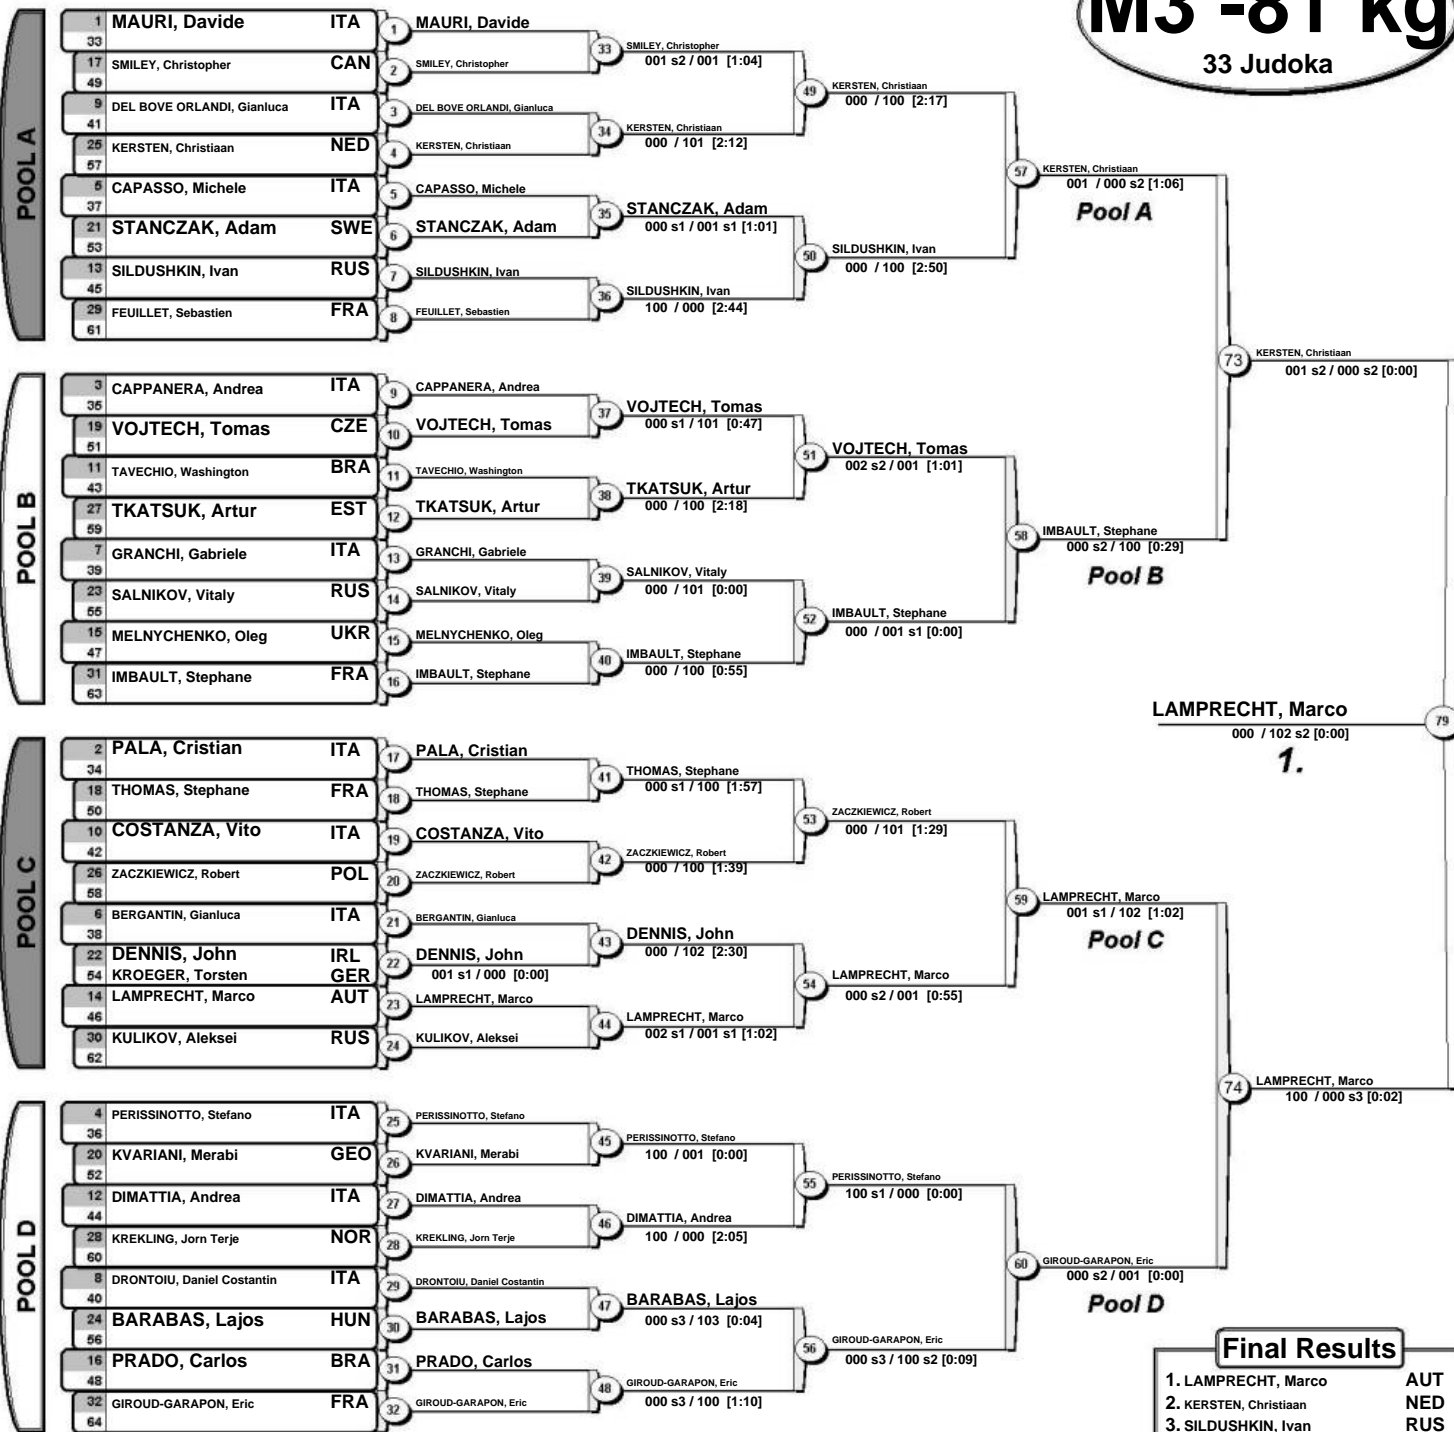 M3 -81 kg
33 Judoka
POOL A
1 MAURI, Davide ITA
33
17 SMILEY, Christopher CAN
49
9 DEL BOVE ORLANDI, Gianluca ITA
41
25 KERSTEN, Christiaan NED
57
5 CAPASSO, Michele ITA
37
21 STANCZAK, Adam SWE
53
13 SILDUSHKIN, Ivan RUS
45
29 FEUILLET, Sebastien FRA
61
1 MAURI, Davide
2 SMILEY, Christopher
3 DEL BOVE ORLANDI, Gianluca
4 KERSTEN, Christiaan
5 CAPASSO, Michele
6 STANCZAK, Adam
7 SILDUSHKIN, Ivan
8 FEUILLET, Sebastien
33 SMILEY, Christopher
001 s2 / 001 [1:04]
34 KERSTEN, Christiaan
000 / 101 [2:12]
35 STANCZAK, Adam
000 s1 / 001 s1 [1:01]
36 SILDUSHKIN, Ivan
100 / 000 [2:44]
49 KERSTEN, Christiaan
000 / 100 [2:17]
50 SILDUSHKIN, Ivan
000 / 100 [2:50]
57 KERSTEN, Christiaan
001 / 000 s2 [1:06]
Pool A
POOL B
3 CAPPANERA, Andrea ITA
35
19 VOJTECH, Tomas CZE
51
11 TAVECHIO, Washington BRA
43
27 TKATSUK, Artur EST
59
7 GRANCHI, Gabriele ITA
39
23 SALNIKOV, Vitaly RUS
55
15 MELNYCHENKO, Oleg UKR
47
31 IMBAULT, Stephane FRA
63
9 CAPPANERA, Andrea
10 VOJTECH, Tomas
11 TAVECHIO, Washington
12 TKATSUK, Artur
13 GRANCHI, Gabriele
14 SALNIKOV, Vitaly
15 MELNYCHENKO, Oleg
16 IMBAULT, Stephane
37 VOJTECH, Tomas
000 s1 / 101 [0:47]
38 TKATSUK, Artur
000 / 100 [2:18]
39 SALNIKOV, Vitaly
000 / 101 [0:00]
40 IMBAULT, Stephane
000 / 100 [0:55]
51 VOJTECH, Tomas
002 s2 / 001 [1:01]
52 IMBAULT, Stephane
000 / 001 s1 [0:00]
58 IMBAULT, Stephane
000 s2 / 100 [0:29]
Pool B
73 KERSTEN, Christiaan
001 s2 / 000 s2 [0:00]
LAMPRECHT, Marco 79
000 / 102 s2 [0:00]
1.
POOL C
2 PALA, Cristian ITA
34
18 THOMAS, Stephane FRA
50
10 COSTANZA, Vito ITA
42
26 ZACZKIEWICZ, Robert POL
58
6 BERGANTIN, Gianluca ITA
38
22 DENNIS, John IRL
54 KROEGER, Torsten GER
14 LAMPRECHT, Marco AUT
46
30 KULIKOV, Aleksei RUS
62
17 PALA, Cristian
18 THOMAS, Stephane
19 COSTANZA, Vito
20 ZACZKIEWICZ, Robert
21 BERGANTIN, Gianluca
22 DENNIS, John
001 s1 / 000 [0:00]
23 LAMPRECHT, Marco
24 KULIKOV, Aleksei
41 THOMAS, Stephane
000 s1 / 100 [1:57]
42 ZACZKIEWICZ, Robert
000 / 100 [1:39]
43 DENNIS, John
000 / 102 [2:30]
44 LAMPRECHT, Marco
002 s1 / 001 s1 [1:02]
53 ZACZKIEWICZ, Robert
000 / 101 [1:29]
54 LAMPRECHT, Marco
000 s2 / 001 [0:55]
59 LAMPRECHT, Marco
001 s1 / 102 [1:02]
Pool C
POOL D
4 PERISSINOTTO, Stefano ITA
36
20 KVARIANI, Merabi GEO
52
12 DIMATTIA, Andrea ITA
44
28 KREKLING, Jorn Terje NOR
60
8 DRONTOIU, Daniel Costantin ITA
40
24 BARABAS, Lajos HUN
56
16 PRADO, Carlos BRA
48
32 GIROUD-GARAPON, Eric FRA
64
25 PERISSINOTTO, Stefano
26 KVARIANI, Merabi
27 DIMATTIA, Andrea
28 KREKLING, Jorn Terje
29 DRONTOIU, Daniel Costantin
30 BARABAS, Lajos
31 PRADO, Carlos
32 GIROUD-GARAPON, Eric
45 PERISSINOTTO, Stefano
100 / 001 [0:00]
46 DIMATTIA, Andrea
100 / 000 [2:05]
47 BARABAS, Lajos
000 s3 / 103 [0:04]
48 GIROUD-GARAPON, Eric
000 s3 / 100 [1:10]
55 PERISSINOTTO, Stefano
100 s1 / 000 [0:00]
56 GIROUD-GARAPON, Eric
000 s3 / 100 s2 [0:09]
60 GIROUD-GARAPON, Eric
000 s2 / 001 [0:00]
Pool D
74 LAMPRECHT, Marco
100 / 000 s3 [0:02]
Final Results
1. LAMPRECHT, Marco AUT
2. KERSTEN, Christiaan NED
3. SILDUSHKIN, Ivan RUS